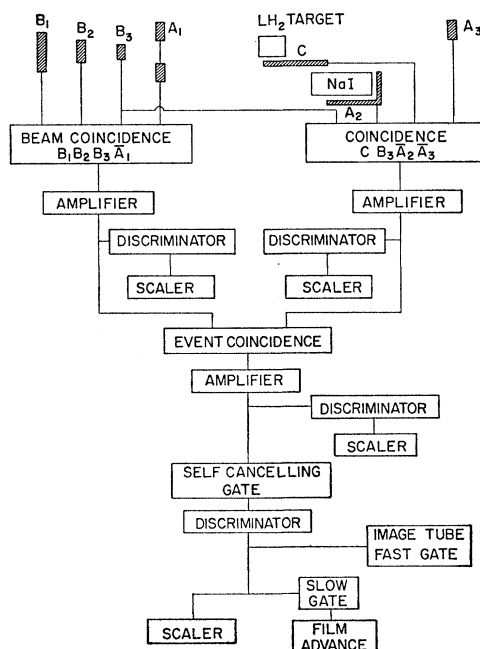 B₁
B₂
B₃
A₁
LH₂ TARGET
C
NaI
A₂
A₃
BEAM COINCIDENCE
B₁B₂B₃Ā₁
COINCIDENCE
C B₃Ā₂Ā₃
AMPLIFIER
AMPLIFIER
DISCRIMINATOR
DISCRIMINATOR
SCALER
SCALER
EVENT COINCIDENCE
AMPLIFIER
DISCRIMINATOR
SCALER
SELF CANCELLING
GATE
DISCRIMINATOR
IMAGE TUBE
FAST GATE
SLOW
GATE
SCALER
FILM
ADVANCE